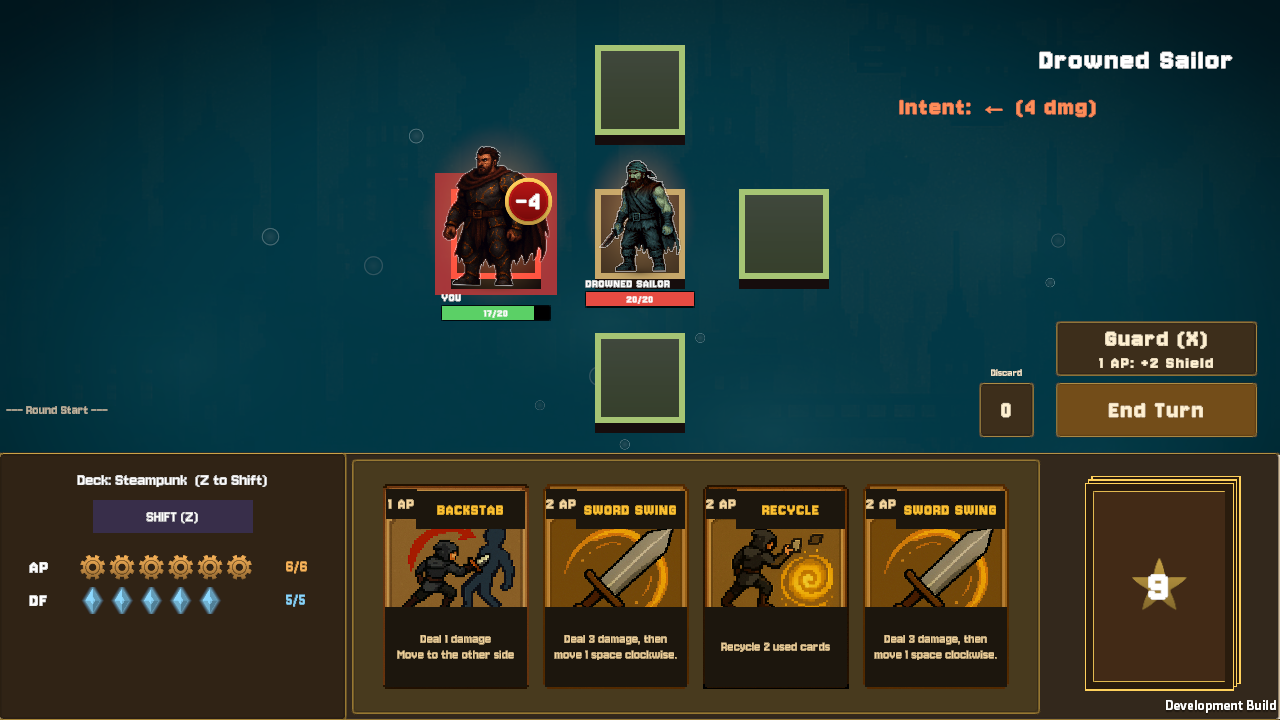 Drowned Sailor
Intent: ← (4 dmg)
-4
YOU
17/20
DROWNED SAILOR
20/20
Guard (X)
1 AP: +2 Shield
Discard
0
End Turn
--- Round Start ---
Deck: Steampunk (Z to Shift)
SHIFT (Z)
AP
6/6
DF
5/5
1 AP
BACKSTAB
Deal 1 damage
Move to the other side
2 AP
SWORD SWING
Deal 3 damage, then
move 1 space clockwise.
2 AP
RECYCLE
Recycle 2 used cards
2 AP
SWORD SWING
Deal 3 damage, then
move 1 space clockwise.
9
Development Build